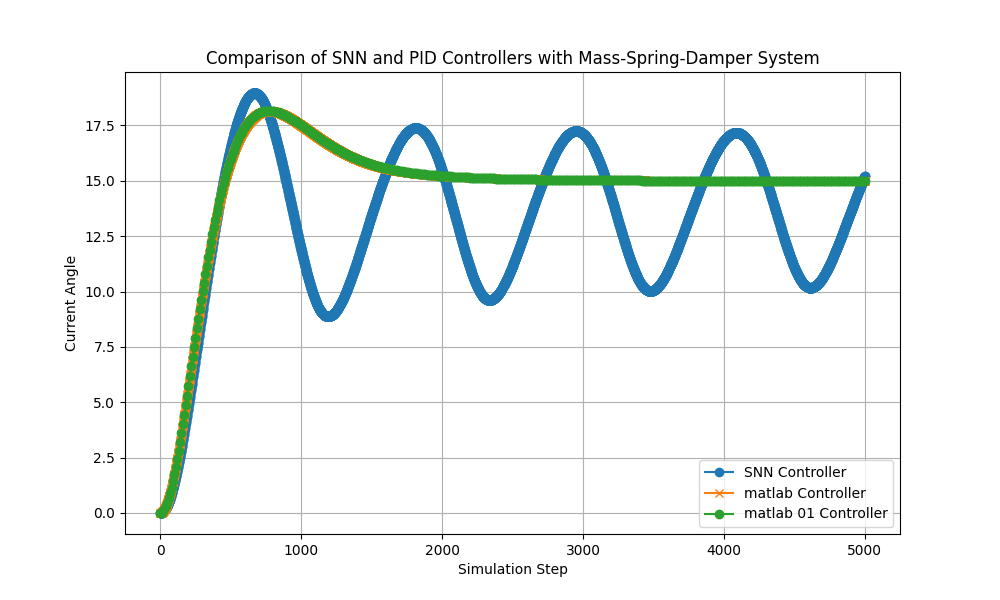 Comparison of SNN and PID Controllers with Mass-Spring-Damper System
Current Angle
17.5
15.0
12.5
10.0
7.5
5.0
2.5
0.0
SNN Controller
matlab Controller
matlab 01 Controller
0
1000
2000
3000
4000
5000
Simulation Step